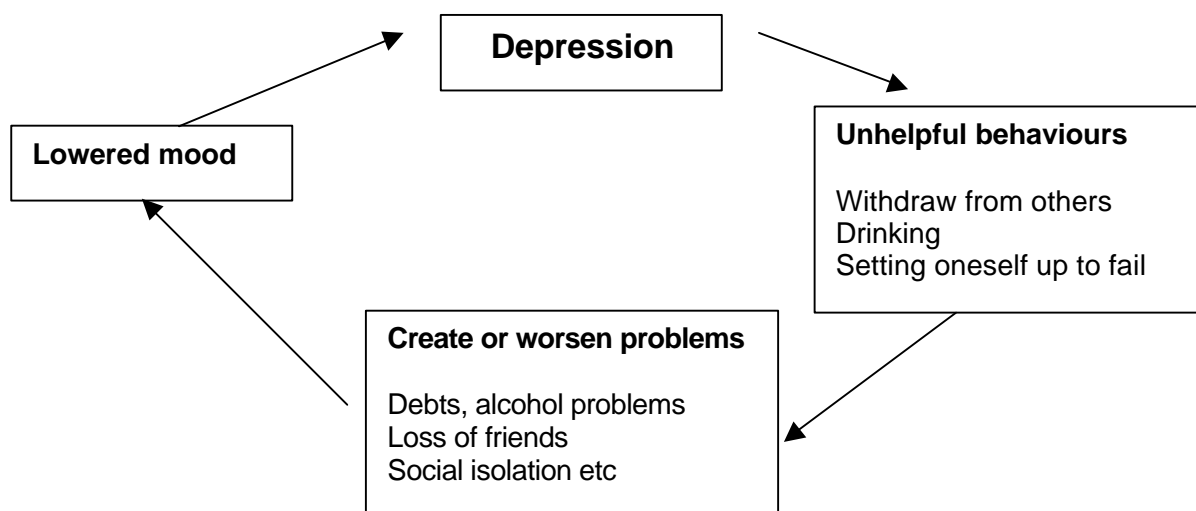 Depression
Lowered mood
Unhelpful behaviours
Withdraw from others
Drinking
Setting oneself up to fail
Create or worsen problems
Debts, alcohol problems
Loss of friends
Social isolation etc